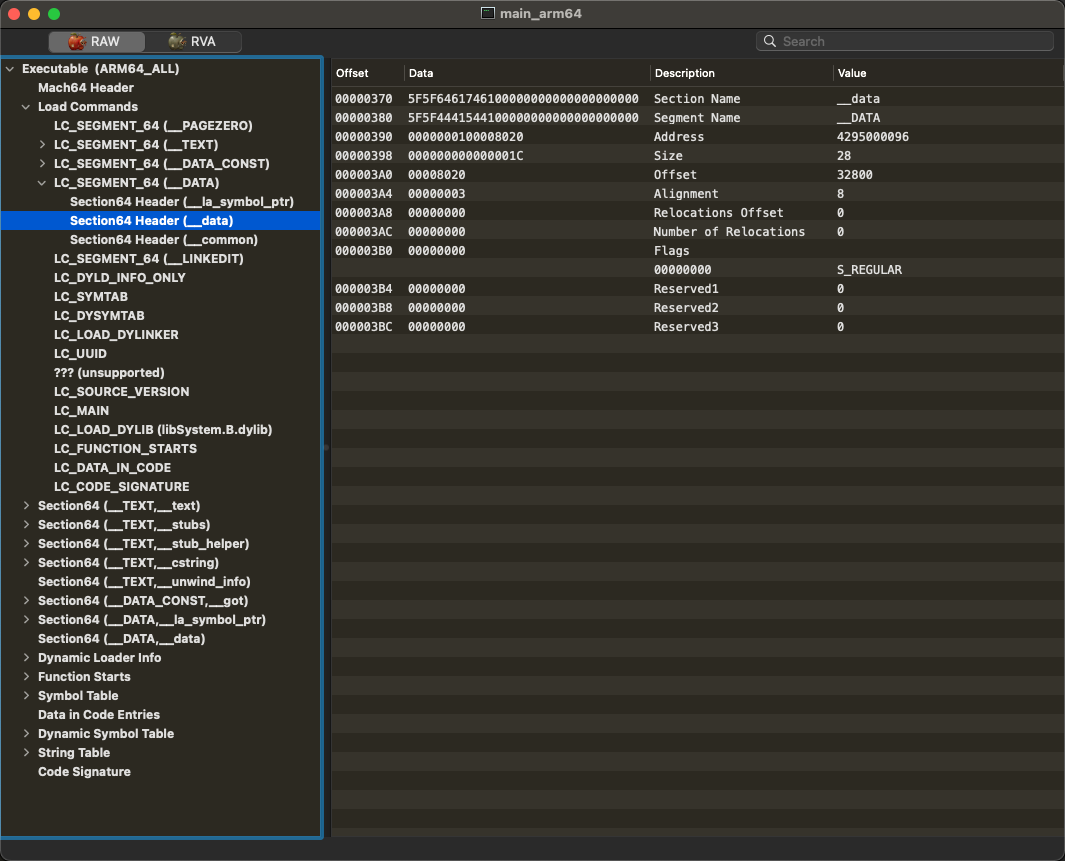 main_arm64
RAW
RVA
Search
Executable (ARM64_ALL)
Mach64 Header
Load Commands
LC_SEGMENT_64 (__PAGEZERO)
LC_SEGMENT_64 (__TEXT)
LC_SEGMENT_64 (__DATA_CONST)
LC_SEGMENT_64 (__DATA)
Section64 Header (__la_symbol_ptr)
Section64 Header (__data)
Section64 Header (__common)
LC_SEGMENT_64 (__LINKEDIT)
LC_DYLD_INFO_ONLY
LC_SYMTAB
LC_DYSYMTAB
LC_LOAD_DYLINKER
LC_UUID
??? (unsupported)
LC_SOURCE_VERSION
LC_MAIN
LC_LOAD_DYLIB (libSystem.B.dylib)
LC_FUNCTION_STARTS
LC_DATA_IN_CODE
LC_CODE_SIGNATURE
Section64 (__TEXT,__text)
Section64 (__TEXT,__stubs)
Section64 (__TEXT,__stub_helper)
Section64 (__TEXT,__cstring)
Section64 (__TEXT,__unwind_info)
Section64 (__DATA_CONST,__got)
Section64 (__DATA,__la_symbol_ptr)
Section64 (__DATA,__data)
Dynamic Loader Info
Function Starts
Symbol Table
Data in Code Entries
Dynamic Symbol Table
String Table
Code Signature
Offset Data Description Value
00000370 5F5F6461746100000000000000000000 Section Name __data
00000380 5F5F4441544100000000000000000000 Segment Name __DATA
00000390 0000000100008020 Address 4295000096
00000398 000000000000001C Size 28
000003A0 00008020 Offset 32800
000003A4 00000003 Alignment 8
000003A8 00000000 Relocations Offset 0
000003AC 00000000 Number of Relocations 0
000003B0 00000000 Flags
00000000 S_REGULAR
000003B4 00000000 Reserved1 0
000003B8 00000000 Reserved2 0
000003BC 00000000 Reserved3 0